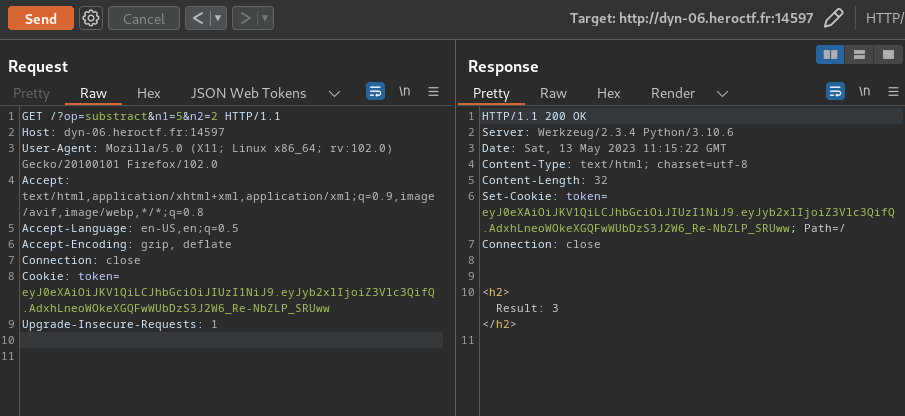 Send Cancel < > Target: http://dyn-06.heroctf.fr:14597 HTTP/
Request
Pretty Raw Hex JSON Web Tokens \n
1 GET /?op=substract&n1=5&n2=2 HTTP/1.1
2 Host: dyn-06.heroctf.fr:14597
3 User-Agent: Mozilla/5.0 (X11; Linux x86_64; rv:102.0)
Gecko/20100101 Firefox/102.0
4 Accept:
text/html,application/xhtml+xml,application/xml;q=0.9,image
/avif,image/webp,*/*;q=0.8
5 Accept-Language: en-US,en;q=0.5
6 Accept-Encoding: gzip, deflate
7 Connection: close
8 Cookie: token=
eyJ0eXAiOiJKV1QiLCJhbGciOiJIUzI1NiJ9.eyJyb2xlIjoiZ3Vlc3QifQ
.AdxhLneoWOkeXGQFwWUbDzS3J2W6_Re-NbZLP_SRUww
9 Upgrade-Insecure-Requests: 1
10
11
Response
Pretty Raw Hex Render \n
1 HTTP/1.1 200 OK
2 Server: Werkzeug/2.3.4 Python/3.10.6
3 Date: Sat, 13 May 2023 11:15:22 GMT
4 Content-Type: text/html; charset=utf-8
5 Content-Length: 32
6 Set-Cookie: token=
eyJ0eXAiOiJKV1QiLCJhbGciOiJIUzI1NiJ9.eyJyb2xlIjoiZ3Vlc3QifQ
.AdxhLneoWOkeXGQFwWUbDzS3J2W6_Re-NbZLP_SRUww; Path=/
7 Connection: close
8
9
10 <h2>
Result: 3
</h2>
11